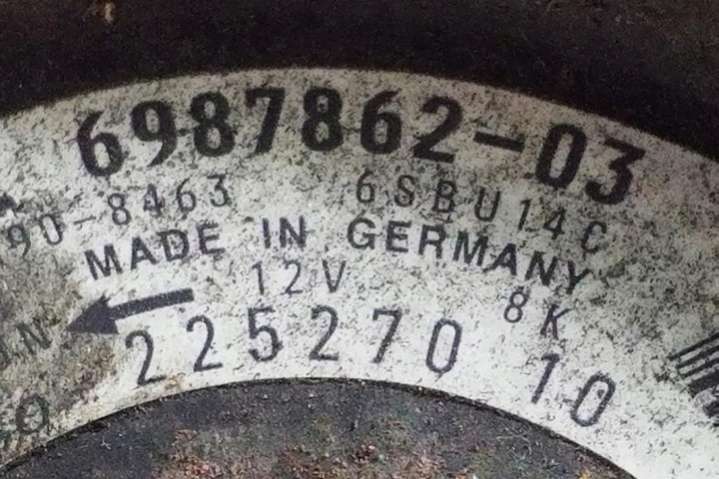 6987862-03
90-8463 6SBU14C
MADE IN GERMANY
12V 8K
225270 10